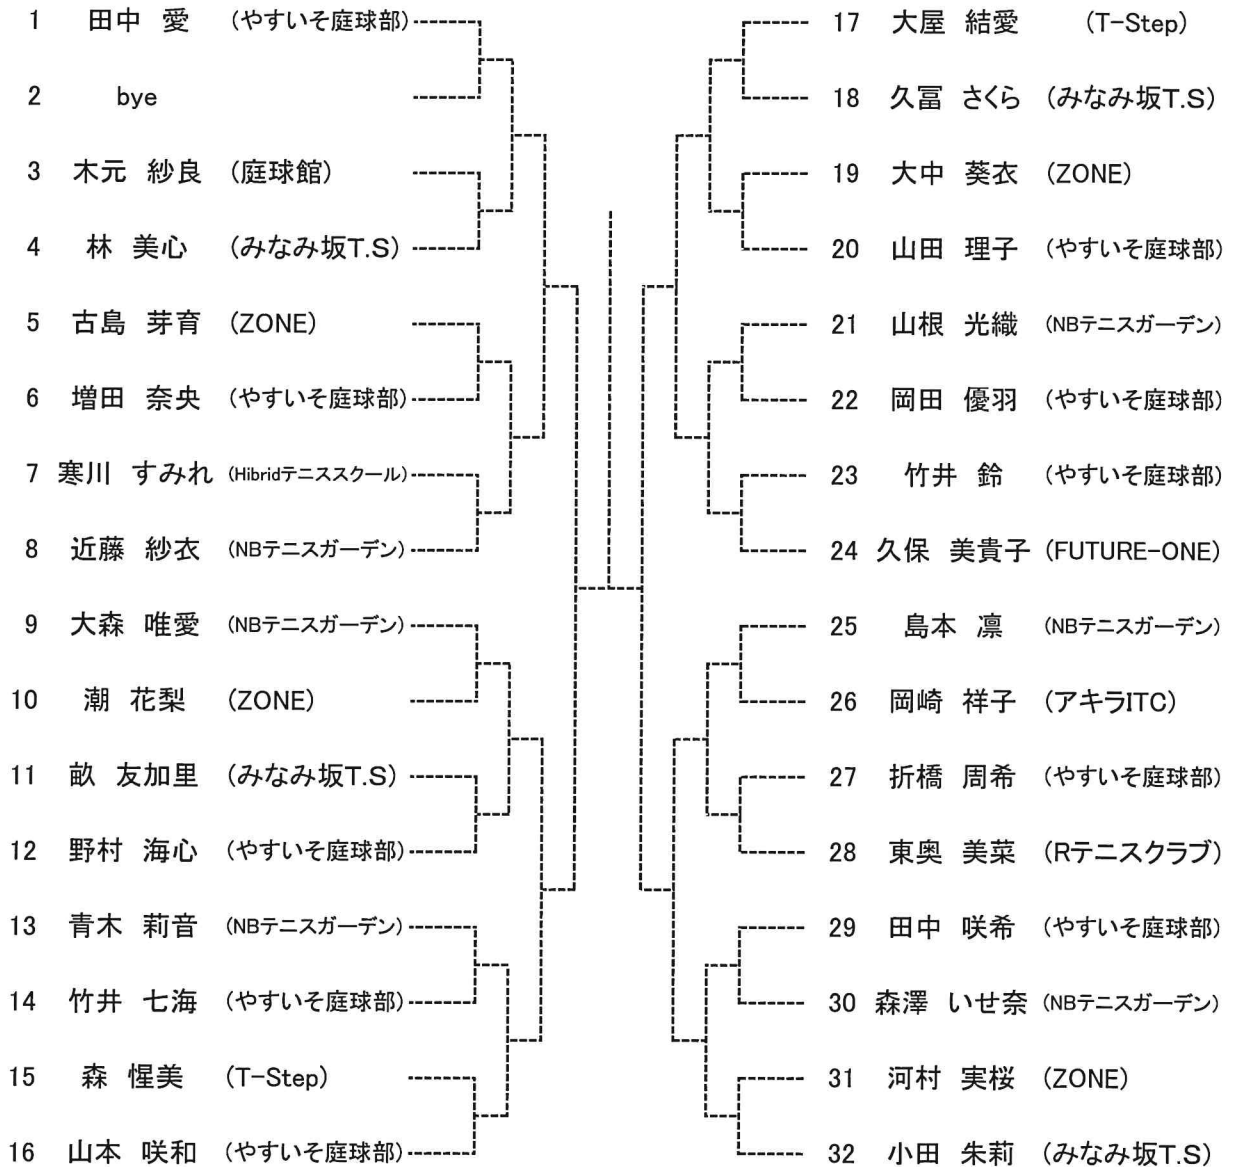 1 田中 愛 (やすいそ庭球部)
2 bye
3 木元 紗良 (庭球館)
4 林 美心 (みなみ坂T.S)
5 古島 芽育 (ZONE)
6 増田 奈央 (やすいそ庭球部)
7 寒川 すみれ (Hibridテニススクール)
8 近藤 紗衣 (NBテニスガーデン)
9 大森 唯愛 (NBテニスガーデン)
10 潮 花梨 (ZONE)
11 畝 友加里 (みなみ坂T.S)
12 野村 海心 (やすいそ庭球部)
13 青木 莉音 (NBテニスガーデン)
14 竹井 七海 (やすいそ庭球部)
15 森 惺美 (T-Step)
16 山本 咲和 (やすいそ庭球部)
17 大屋 結愛 (T-Step)
18 久冨 さくら (みなみ坂T.S)
19 大中 葵衣 (ZONE)
20 山田 理子 (やすいそ庭球部)
21 山根 光織 (NBテニスガーデン)
22 岡田 優羽 (やすいそ庭球部)
23 竹井 鈴 (やすいそ庭球部)
24 久保 美貴子 (FUTURE-ONE)
25 島本 凛 (NBテニスガーデン)
26 岡崎 祥子 (アキラITC)
27 折橋 周希 (やすいそ庭球部)
28 東奥 美菜 (Rテニスクラブ)
29 田中 咲希 (やすいそ庭球部)
30 森澤 いせ奈 (NBテニスガーデン)
31 河村 実桜 (ZONE)
32 小田 朱莉 (みなみ坂T.S)